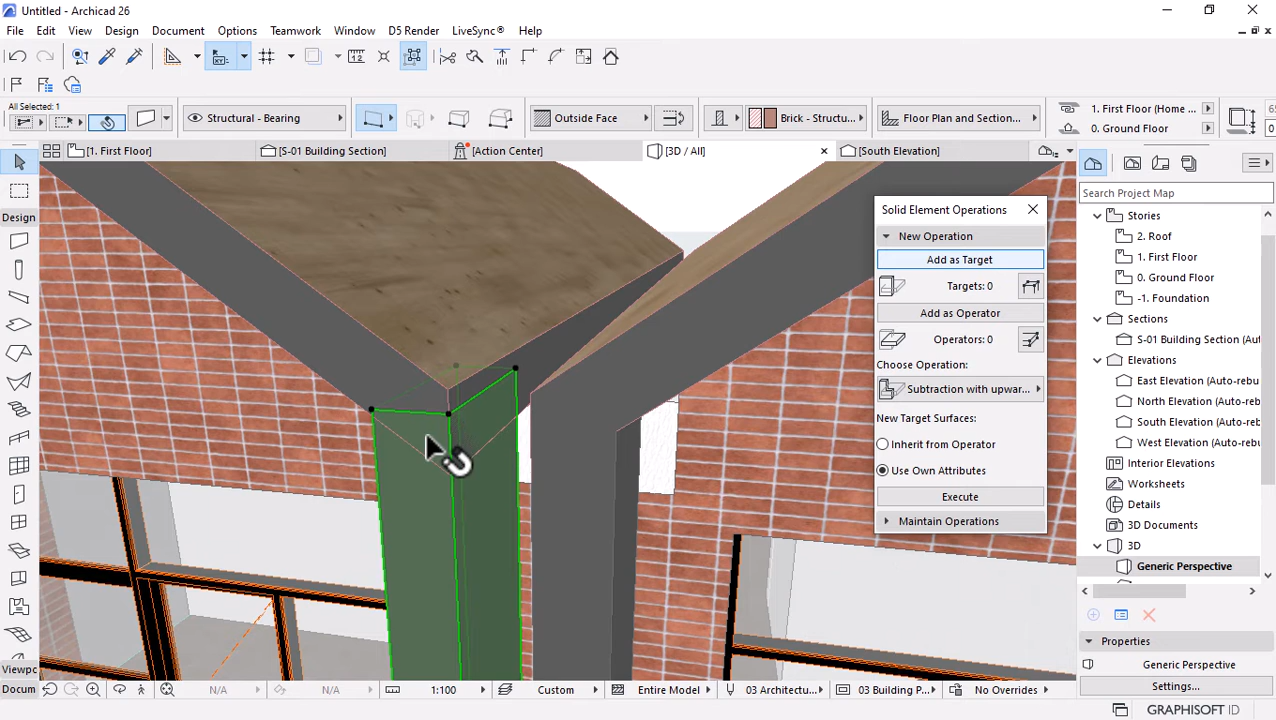 Untitled - Archicad 26
File Edit View Design Document Options Teamwork Window D5 Render LiveSync® Help
All Selected: 1
Structural - Bearing
Outside Face
Brick - Structu...
Floor Plan and Section...
1. First Floor (Home ...
0. Ground Floor
[1. First Floor]
[S-01 Building Section]
[Action Center]
[3D / All]
[South Elevation]
Design
Viewpc
Docum
Solid Element Operations
New Operation
Add as Target
Targets: 0
Add as Operator
Operators: 0
Choose Operation:
Subtraction with upwar...
New Target Surfaces:
Inherit from Operator
Use Own Attributes
Execute
Maintain Operations
Search Project Map
Stories
2. Roof
1. First Floor
0. Ground Floor
-1. Foundation
Sections
S-01 Building Section (Auto-
Elevations
East Elevation (Auto-rebu
North Elevation (Auto-reb
South Elevation (Auto-reb
West Elevation (Auto-rebu
Interior Elevations
Worksheets
Details
3D Documents
3D
Generic Perspective
Properties
Generic Perspective
Settings...
N/A
N/A
1:100
Custom
Entire Model
03 Architectu...
03 Building P...
No Overrides
GRAPHISOFT ID